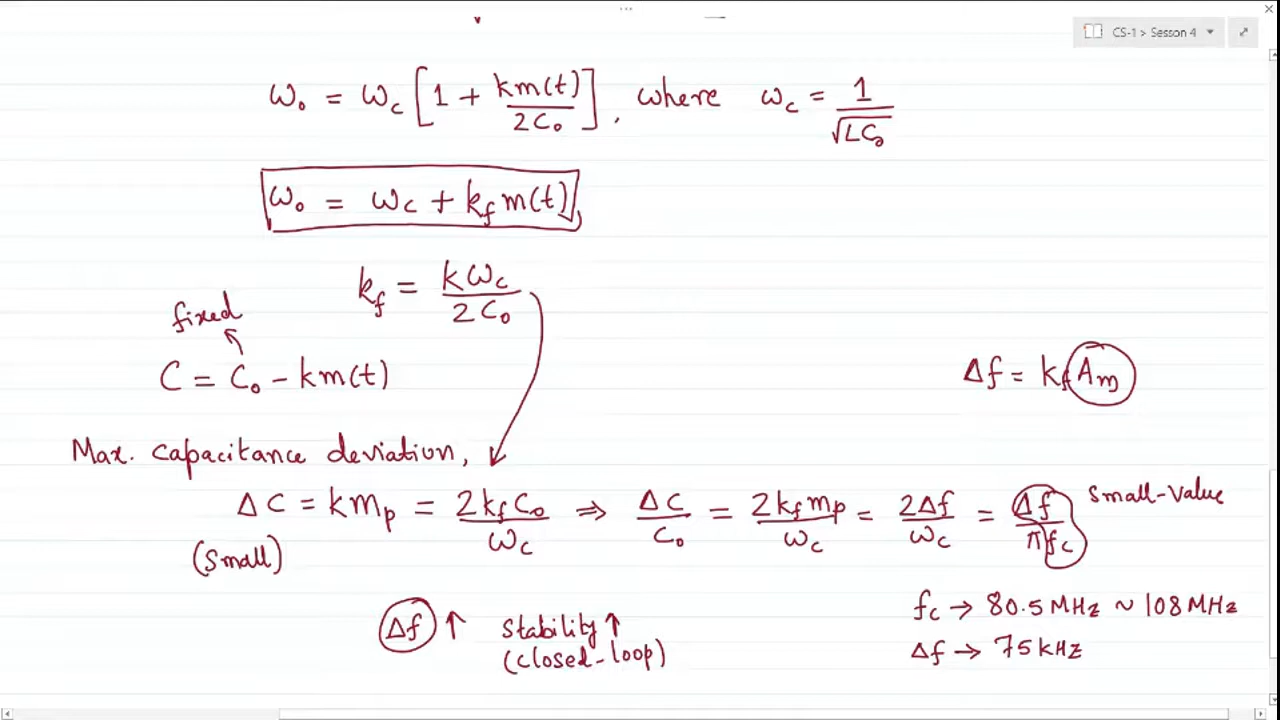 CS-1 > Sesson 4
ω₀ = ω_c [1 + km(t)/2C₀], where ω_c = 1/√LC₀
ω₀ = ω_c + k_f m(t)
k_f = kω_c/2C₀
fixed
C = C₀ - km(t)
Δf = k_f A_m
Max. capacitance deviation,
ΔC = km_p = 2k_f C₀/ω_c ⇒ ΔC/C₀ = 2k_f m_p/ω_c = 2Δf/ω_c = Δf/πf_c small-value
(small)
f_c → 80.5 MHz ~ 108 MHz
Δf ↑ stability ↑
(closed-loop)
Δf → 75 kHz